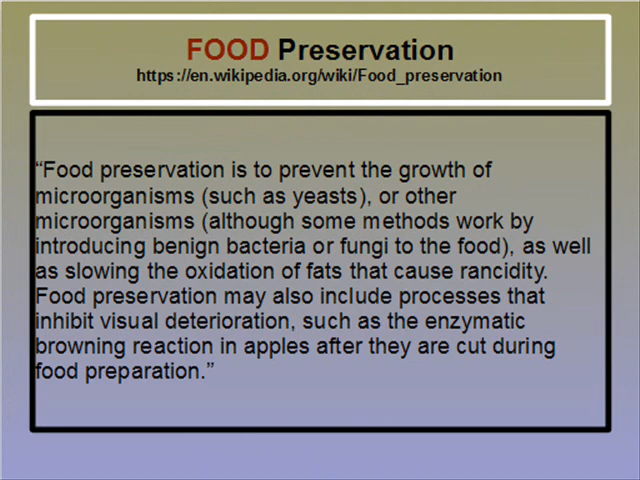 FOOD Preservation
https://en.wikipedia.org/wiki/Food_preservation
“Food preservation is to prevent the growth of
microorganisms (such as yeasts), or other
microorganisms (although some methods work by
introducing benign bacteria or fungi to the food), as well
as slowing the oxidation of fats that cause rancidity.
Food preservation may also include processes that
inhibit visual deterioration, such as the enzymatic
browning reaction in apples after they are cut during
food preparation.”